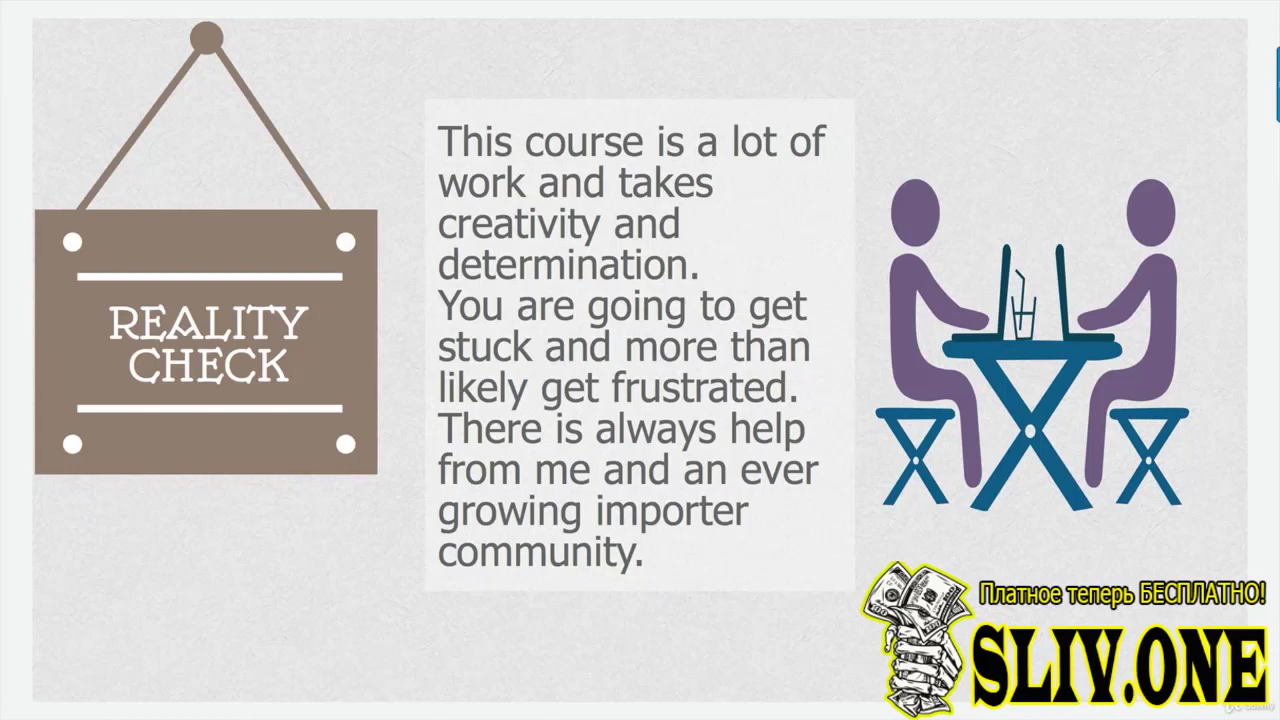 REALITY
CHECK
This course is a lot of
work and takes
creativity and
determination.
You are going to get
stuck and more than
likely get frustrated.
There is always help
from me and an ever
growing importer
community.
Платное теперь БЕСПЛАТНО!
SLIV.ONE